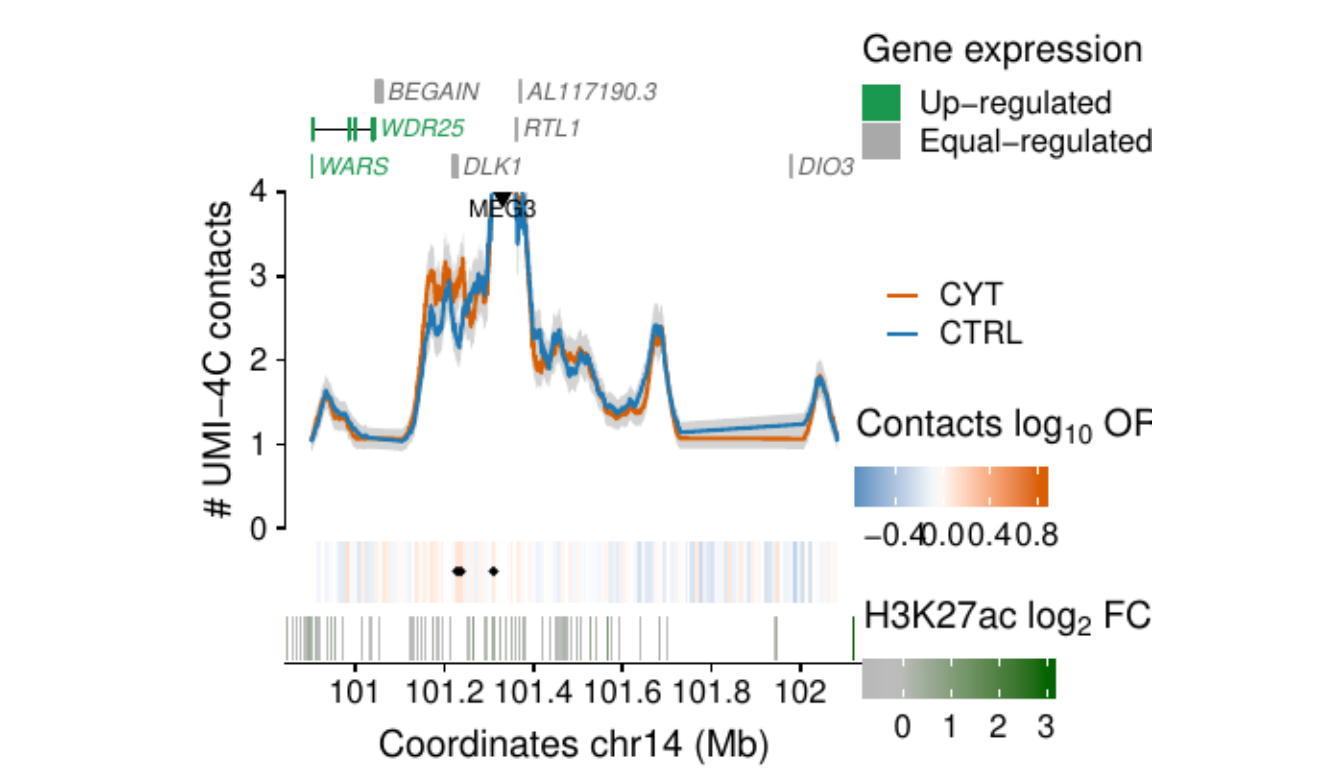 Gene expression
Up−regulated
Equal−regulated
BEGAIN
AL117190.3
WDR25
RTL1
WARS
DLK1
DIO3
MEG3
# UMI−4C contacts
4
3
2
1
0
CYT
CTRL
Contacts log10 OR
−0.4 0.0 0.4 0.8
H3K27ac log2 FC
0 1 2 3
101 101.2 101.4 101.6 101.8 102
Coordinates chr14 (Mb)